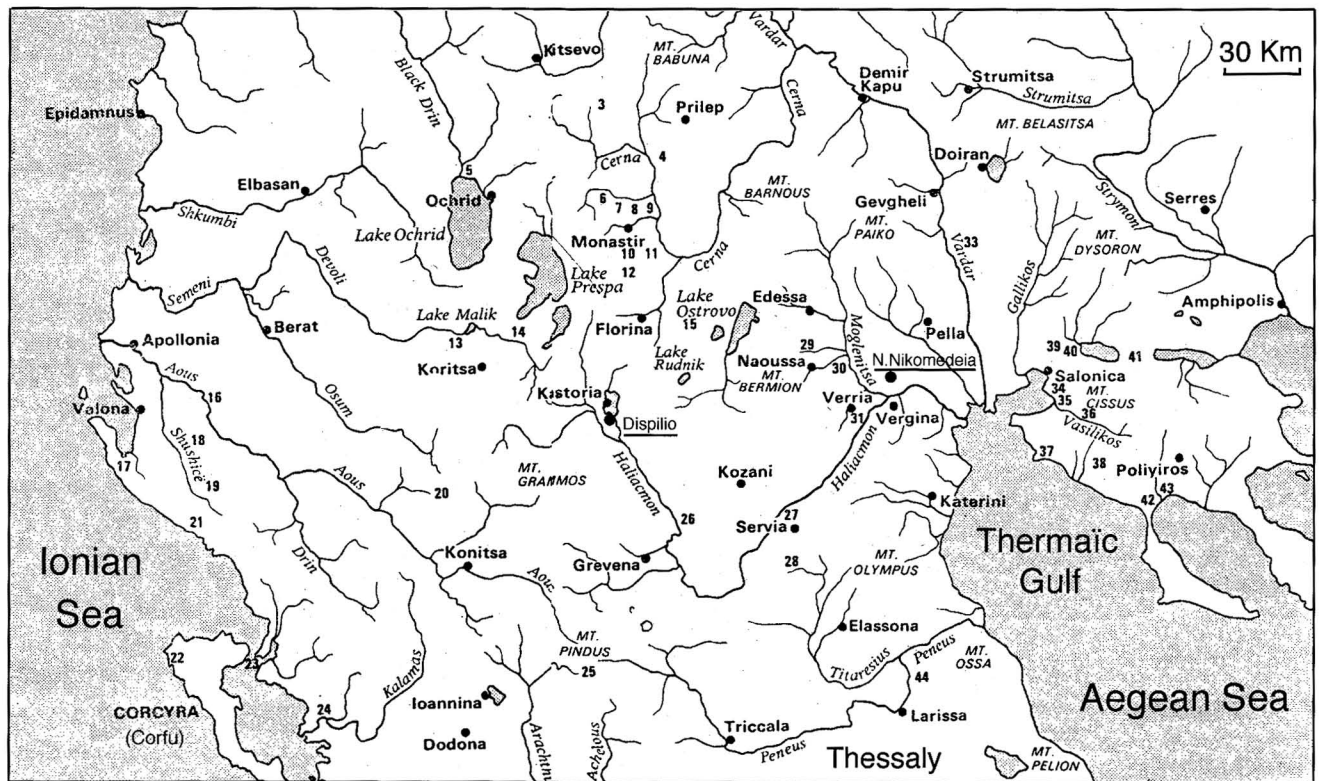 Kitsevo
MT.
BABUNA
Vardar
30 Km
Black Drin
Cerna
Demir
Kapu
Strumitsa
Strumitsa
Epidamnus
3
Prilep
MT. BELASITSA
4
Cerna
5
Doiran
Elbasan
Ochrid
MT.
BARNOUS
Gevgheli
Strymon
Serres
6
7
8
9
Shkumbi
Lake Ochrid
Monastir
10
11
12
MT.
PAIKO
Vardar
33
MT.
DYSORON
Devoli
Lake
Prespa
Cerna
Gallikos
Semeni
Lake Malik
13
14
Florina
Lake
Ostrovo
15
Edessa
Amphipolis
Berat
Pella
Apollonia
Koritsa
Lake
Rudnik
Naoussa
29
30
Moglenitsa
N.Nikomedeia
39
40
41
Aous
16
Osum
MT.
BERMION
Salonica
34
35
MT.
CISSUS
36
Valona
Kastoria
Verria
31
Vergina
Vasilikos
Dispilio
18
Shushicë
17
19
37
38
Poliyiros
43
42
Aous
MT.
GRAMMOS
Haliacmon
Kozani
Haliacmon
20
21
26
27
Servia
Katerini
Ionian
Sea
Drin
Konitsa
Grevena
28
MT.
OLYMPUS
Thermaïc
Gulf
Aous
Elassona
22
23
Kalamas
MT.
PINDUS
25
Titaresius
Peneus
MT.
OSSA
44
CORCYRA
(Corfu)
24
Ioannina
Larissa
Aegean Sea
Dodona
Arachthu
Achelous
Triccala
Peneus
Thessaly
MT.
PELION